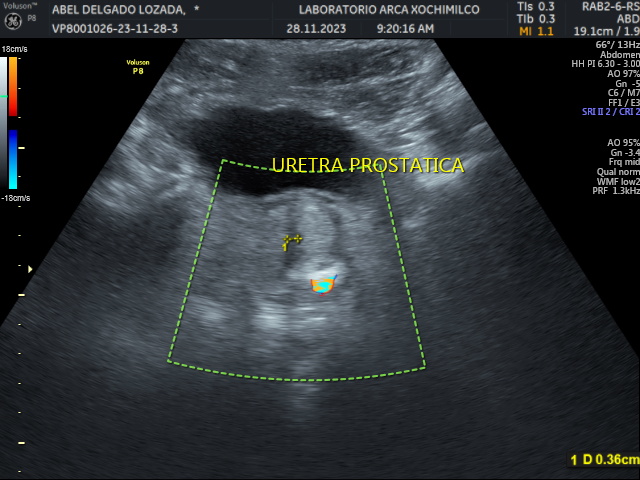 Voluson™
P8
ABEL DELGADO LOZADA, *
LABORATORIO ARCA XOCHIMILCO
TIs 0.3
RAB2-6-RS
TIb 0.3
ABD
VP8001026-23-11-28-3
28.11.2023
9:20:16 AM
MI 1.1
19.1cm / 1.9
18cm/s
Voluson
P8
66°/ 13Hz
Abdomen
HH PI 6.30 - 3.00
AO 97%
Gn -5
C6 / M7
FF1 / E3
SRI II 2 / CRI 2
AO 95%
Gn -3.4
Frq mid
Qual norm
WMF low2
PRF 1.3kHz
URETRA PROSTATICA
-18cm/s
1
1 D 0.36cm